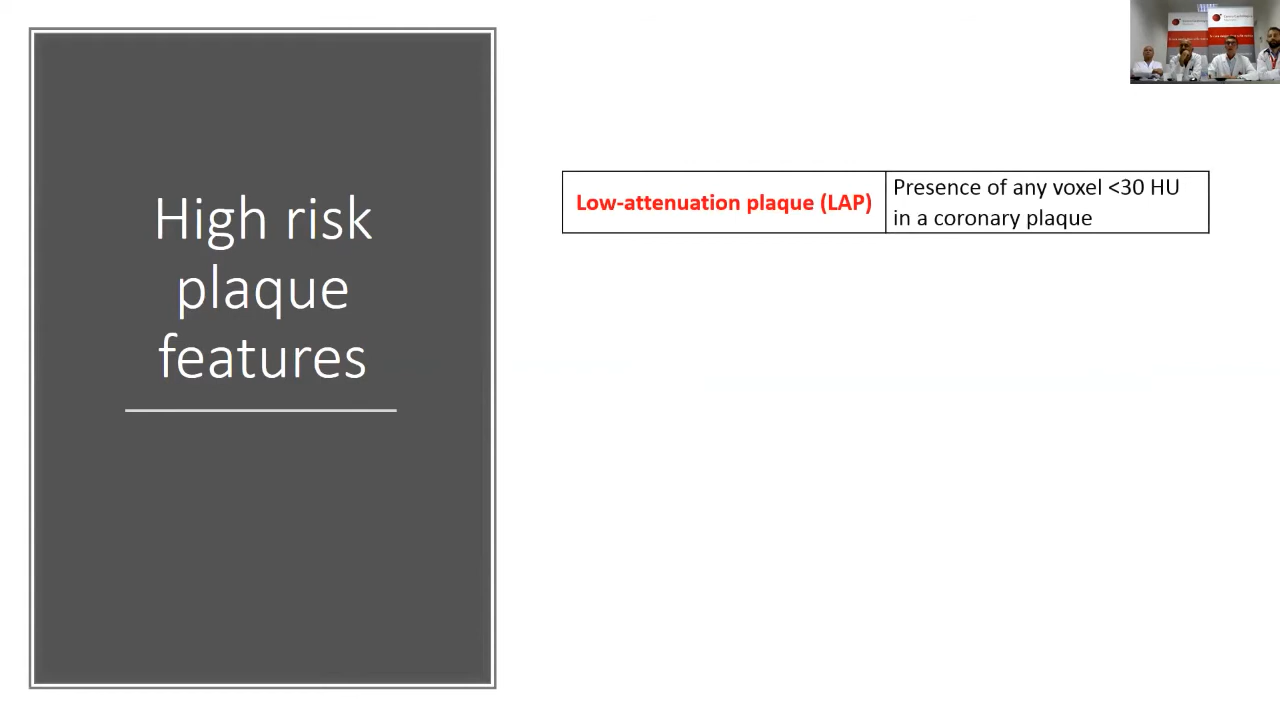 High risk
plaque
features
Low-attenuation plaque (LAP)
Presence of any voxel <30 HU
in a coronary plaque